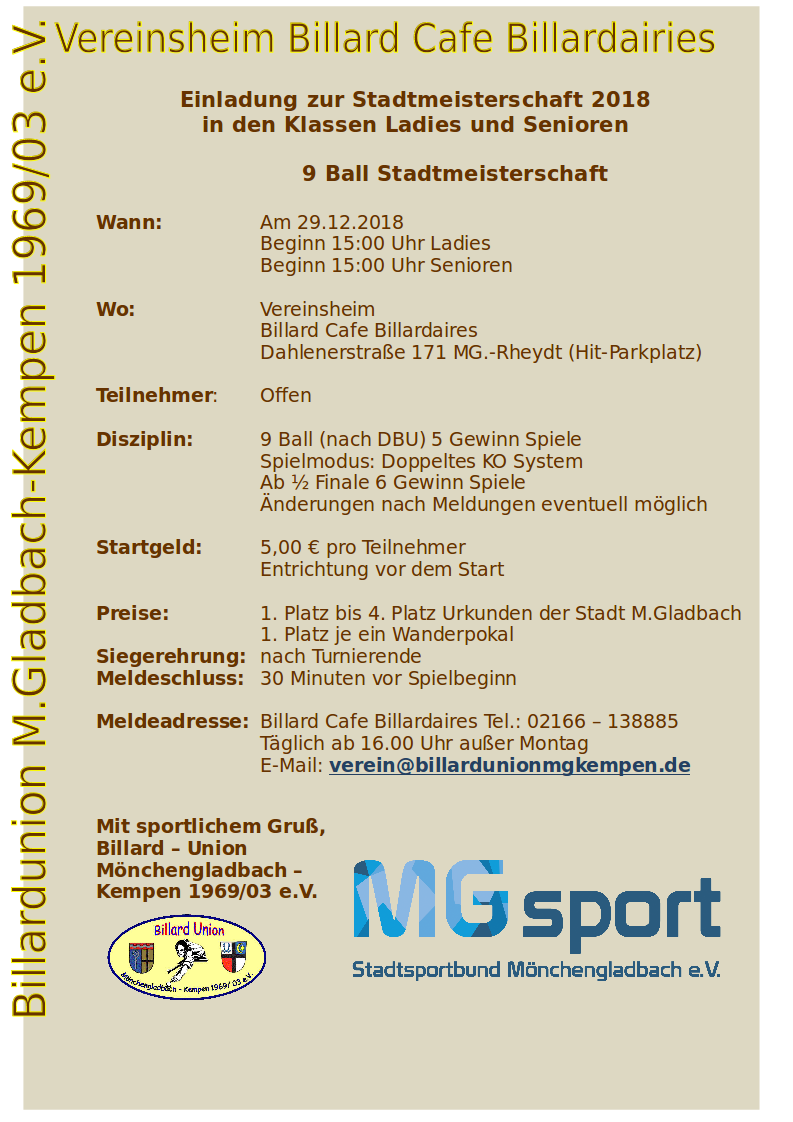 Vereinsheim Billard Cafe Billardairies
Billardunion M.Gladbach-Kempen 1969/03 e.V.
Einladung zur Stadtmeisterschaft 2018
in den Klassen Ladies und Senioren
9 Ball Stadtmeisterschaft
Wann: Am 29.12.2018
Beginn 15:00 Uhr Ladies
Beginn 15:00 Uhr Senioren
Wo: Vereinsheim
Billard Cafe Billardaires
Dahlenerstraße 171 MG.-Rheydt (Hit-Parkplatz)
Teilnehmer: Offen
Disziplin: 9 Ball (nach DBU) 5 Gewinn Spiele
Spielmodus: Doppeltes KO System
Ab ½ Finale 6 Gewinn Spiele
Änderungen nach Meldungen eventuell möglich
Startgeld: 5,00 € pro Teilnehmer
Entrichtung vor dem Start
Preise: 1. Platz bis 4. Platz Urkunden der Stadt M.Gladbach
1. Platz je ein Wanderpokal
Siegerehrung: nach Turnierende
Meldeschluss: 30 Minuten vor Spielbeginn
Meldeadresse: Billard Cafe Billardaires Tel.: 02166 – 138885
Täglich ab 16.00 Uhr außer Montag
E-Mail: verein@billardunionmgkempen.de
Mit sportlichem Gruß,
Billard – Union
Mönchengladbach –
Kempen 1969/03 e.V.
Billard Union
Mönchengladbach - Kempen 1969/ 03 e.V.
MG sport
Stadtsportbund Mönchengladbach e.V.